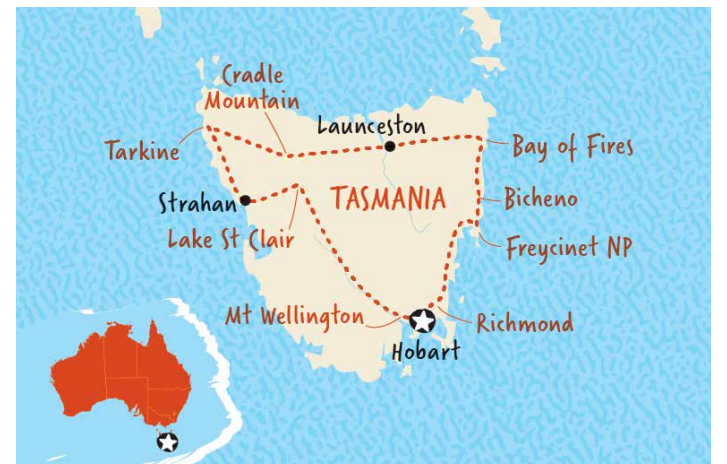 Cradle
Mountain
Launceston
Tarkine
Bay of Fires
Strahan
TASMANIA
Bicheno
Lake St Clair
Freycinet NP
Mt Wellington
Richmond
Hobart